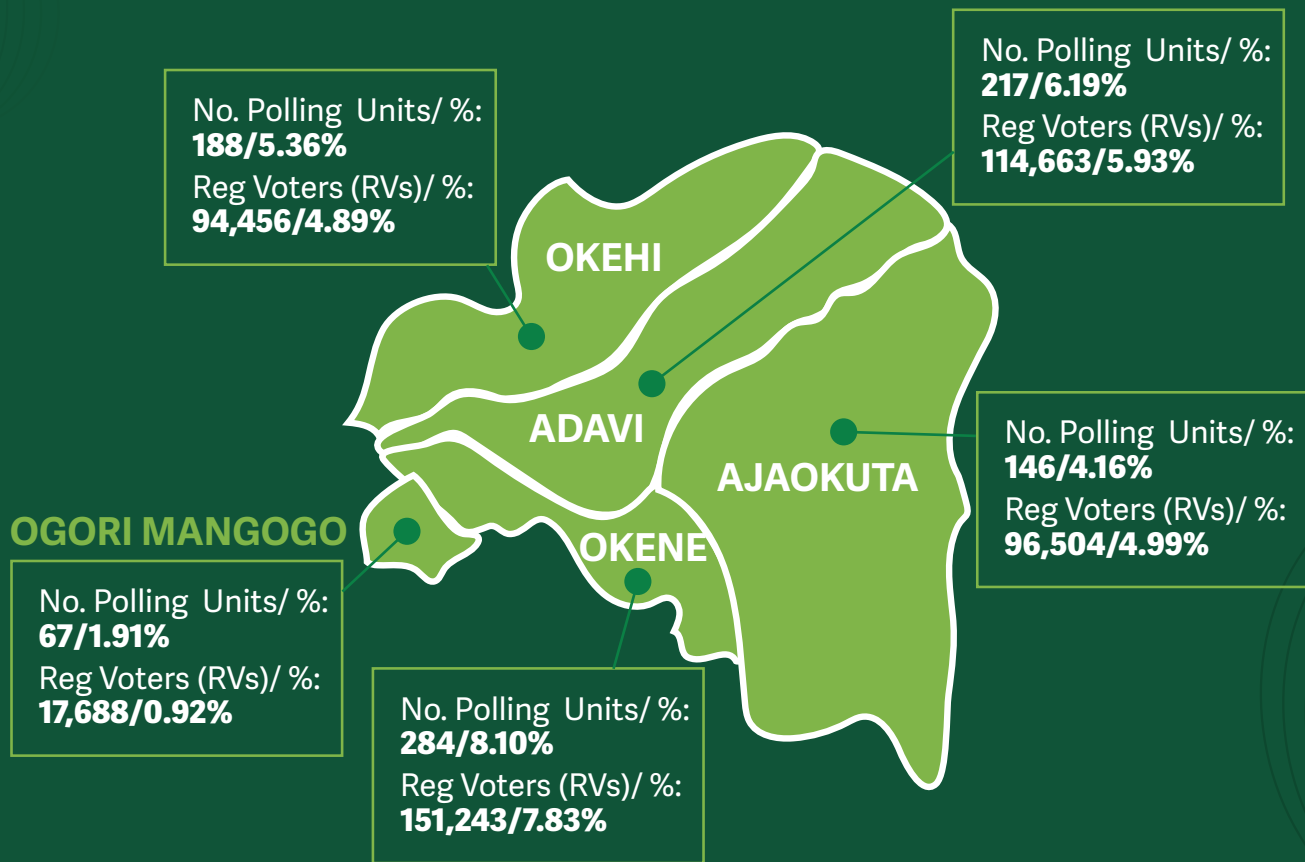 No. Polling Units/ %:
217/6.19%
Reg Voters (RVs)/ %:
114,663/5.93%
No. Polling Units/ %:
188/5.36%
Reg Voters (RVs)/ %:
94,456/4.89%
OKEHI
ADAVI
AJAOKUTA
No. Polling Units/ %:
146/4.16%
Reg Voters (RVs)/ %:
96,504/4.99%
OGORI MANGOGO
OKENE
No. Polling Units/ %:
67/1.91%
Reg Voters (RVs)/ %:
17,688/0.92%
No. Polling Units/ %:
284/8.10%
Reg Voters (RVs)/ %:
151,243/7.83%